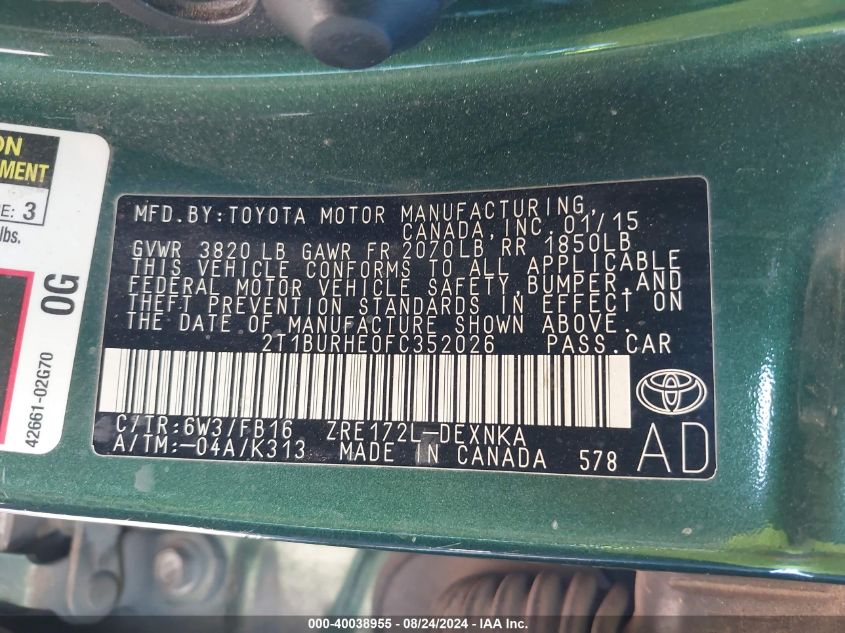 ON
MENT
E: 3
lbs.
0G
42661-02G70
MFD.BY:TOYOTA MOTOR MANUFACTURING,
CANADA,INC. 01/15
GVWR 3820 LB GAWR FR 2070LB,RR 1850LB
THIS VEHICLE CONFORMS TO ALL APPLICABLE
FEDERAL MOTOR VEHICLE SAFETY,BUMPER,AND
THEFT PREVENTION STANDARDS IN EFFECT ON
THE DATE OF MANUFACTURE SHOWN ABOVE.
2T1BURHE0FC352026 PASS.CAR
C/TR:6W3/FB16 ZRE172L-DEXNKA
A/TM:-04A/K313 MADE IN CANADA 578
AD
000-40038955 - 08/24/2024 - IAA Inc.